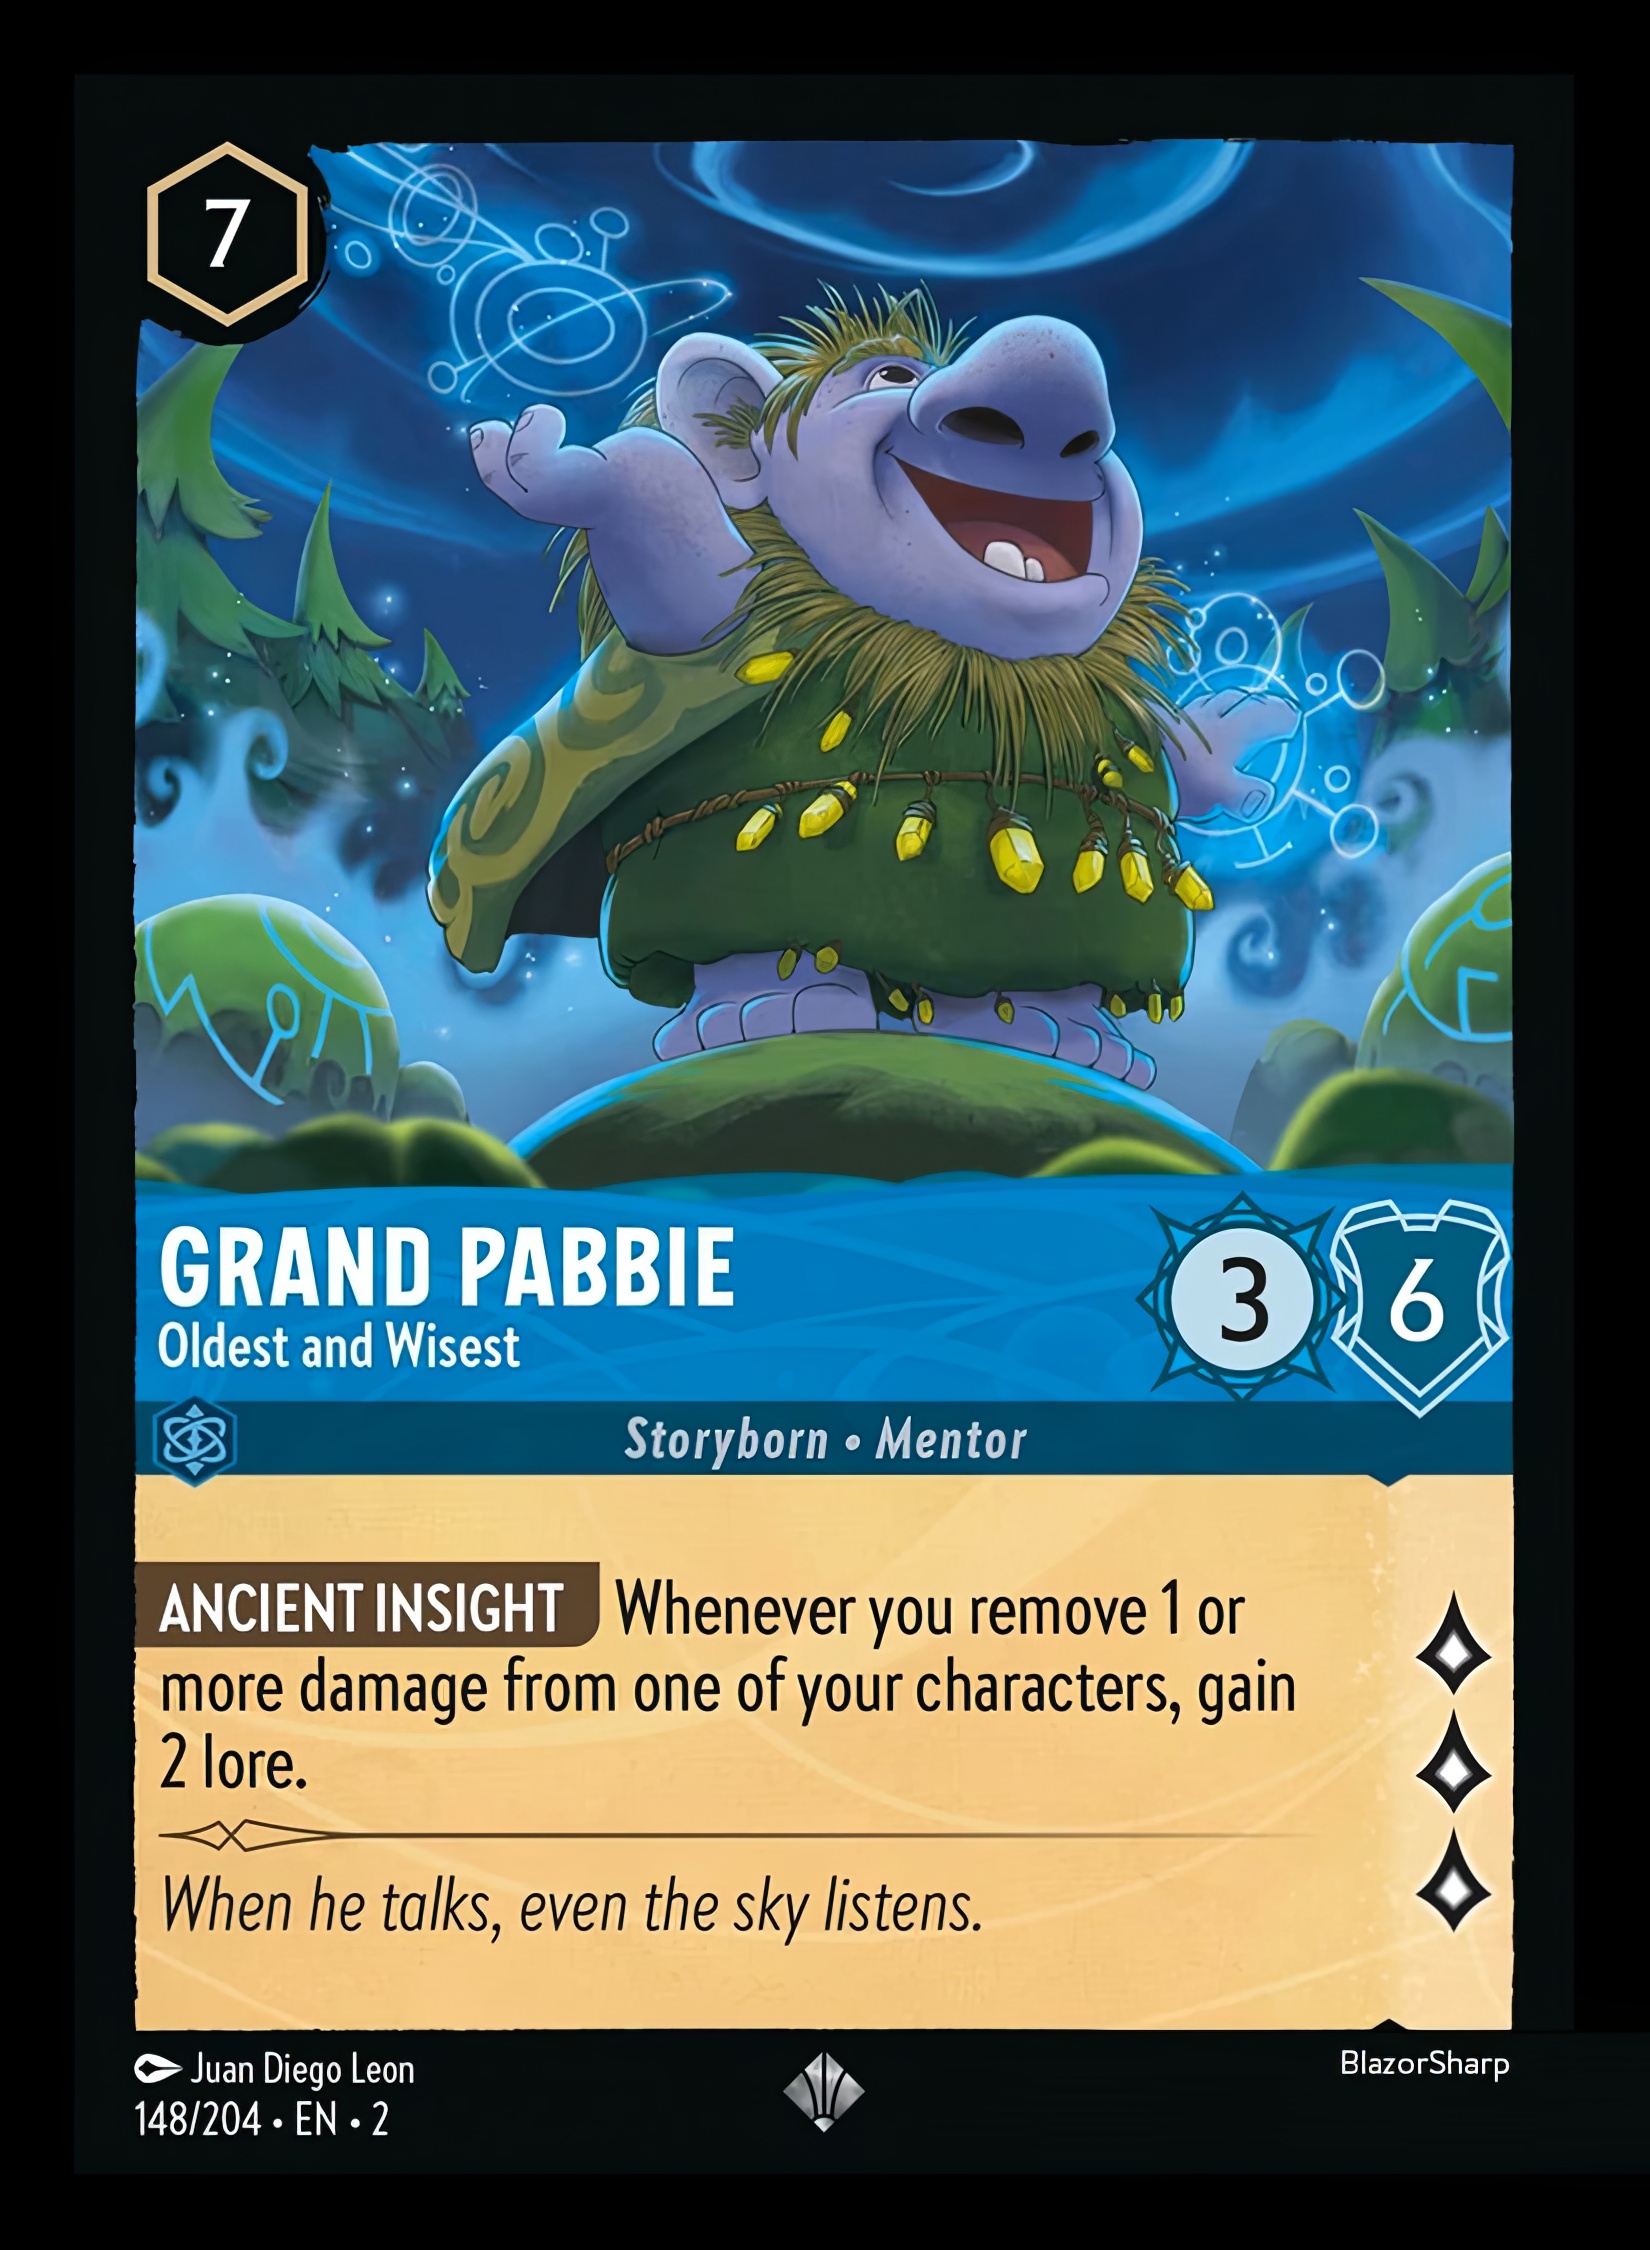 7
GRAND PABBIE
Oldest and Wisest
3
6
Storyborn • Mentor
ANCIENT INSIGHT Whenever you remove 1 or
more damage from one of your characters, gain
2 lore.
When he talks, even the sky listens.
Juan Diego Leon
BlazorSharp
148/204 • EN • 2